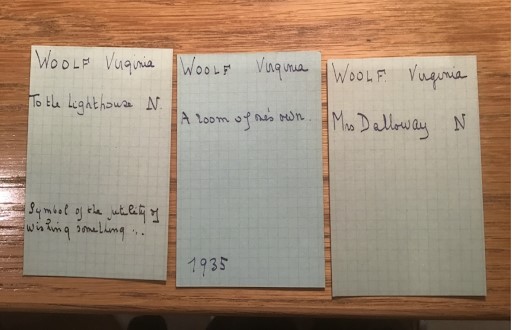 WOOLF Virginia
To the Lighthouse N.
Symbol of the futility of
wishing something ...
WOOLF Virginia
A room of one's own.
1935
WOOLF Virginia
Mrs Dalloway N